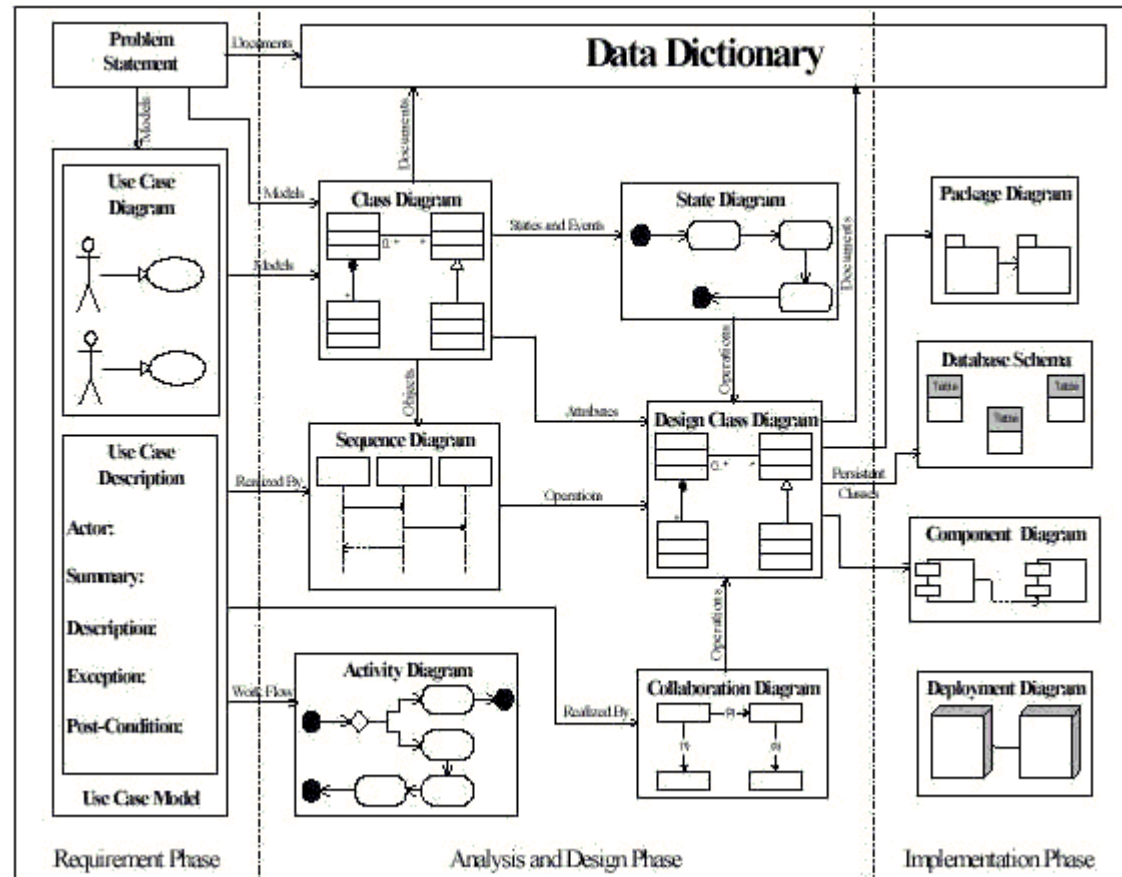 Problem
Statement
Documents
Data Dictionary
Models
Documents
Use Case
Diagram
Models
Class Diagram
0..*
*
*
States and Events
State Diagram
Documents
Package Diagram
Models
Objects
Attributes
Operations
Database Schema
Table
Table
Table
Use Case
Description
Actor:
Summary:
Description:
Exception:
Post-Condition:
Use Case Model
Realized By
Sequence Diagram
Operations
Design Class Diagram
0..*
*
*
Persistent
Classes
Component Diagram
Operations
Work Flow
Activity Diagram
Realized By
Collaboration Diagram
Deployment Diagram
Requirement Phase
Analysis and Design Phase
Implementation Phase